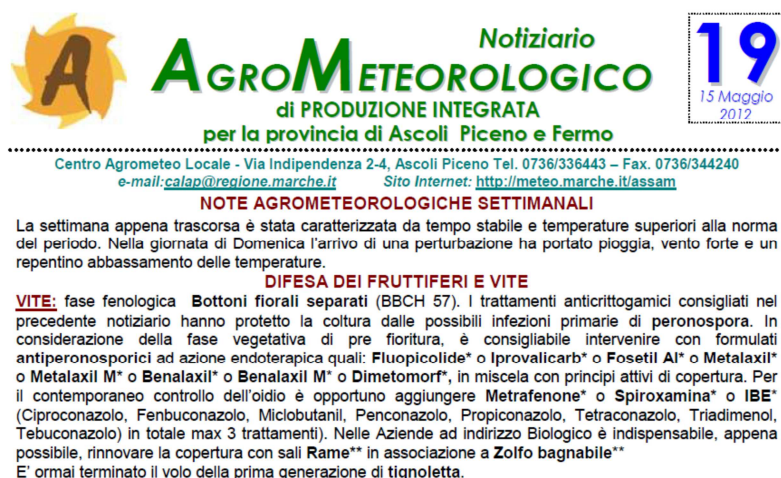 A
Notiziario
AGROMETEOROLOGICO
di PRODUZIONE INTEGRATA
per la provincia di Ascoli Piceno e Fermo
19
15 Maggio
2012
Centro Agrometeo Locale - Via Indipendenza 2-4, Ascoli Piceno Tel. 0736/336443 – Fax. 0736/344240
e-mail:calap@regione.marche.it Sito Internet: http://meteo.marche.it/assam
NOTE AGROMETEOROLOGICHE SETTIMANALI
La settimana appena trascorsa è stata caratterizzata da tempo stabile e temperature superiori alla norma
del periodo. Nella giornata di Domenica l'arrivo di una perturbazione ha portato pioggia, vento forte e un
repentino abbassamento delle temperature.
DIFESA DEI FRUTTIFERI E VITE
VITE: fase fenologica Bottoni fiorali separati (BBCH 57). I trattamenti anticrittogamici consigliati nel
precedente notiziario hanno protetto la coltura dalle possibili infezioni primarie di peronospora. In
considerazione della fase vegetativa di pre fioritura, è consigliabile intervenire con formulati
antiperonosporici ad azione endoterapica quali: Fluopicolide* o Iprovalicarb* o Fosetil Al* o Metalaxil*
o Metalaxil M* o Benalaxil* o Benalaxil M* o Dimetomorf*, in miscela con principi attivi di copertura. Per
il contemporaneo controllo dell'oidio è opportuno aggiungere Metrafenone* o Spiroxamina* o IBE*
(Ciproconazolo, Fenbuconazolo, Miclobutanil, Penconazolo, Propiconazolo, Tetraconazolo, Triadimenol,
Tebuconazolo) in totale max 3 trattamenti). Nelle Aziende ad indirizzo Biologico è indispensabile, appena
possibile, rinnovare la copertura con sali Rame** in associazione a Zolfo bagnabile**
E' ormai terminato il volo della prima generazione di tignoletta.